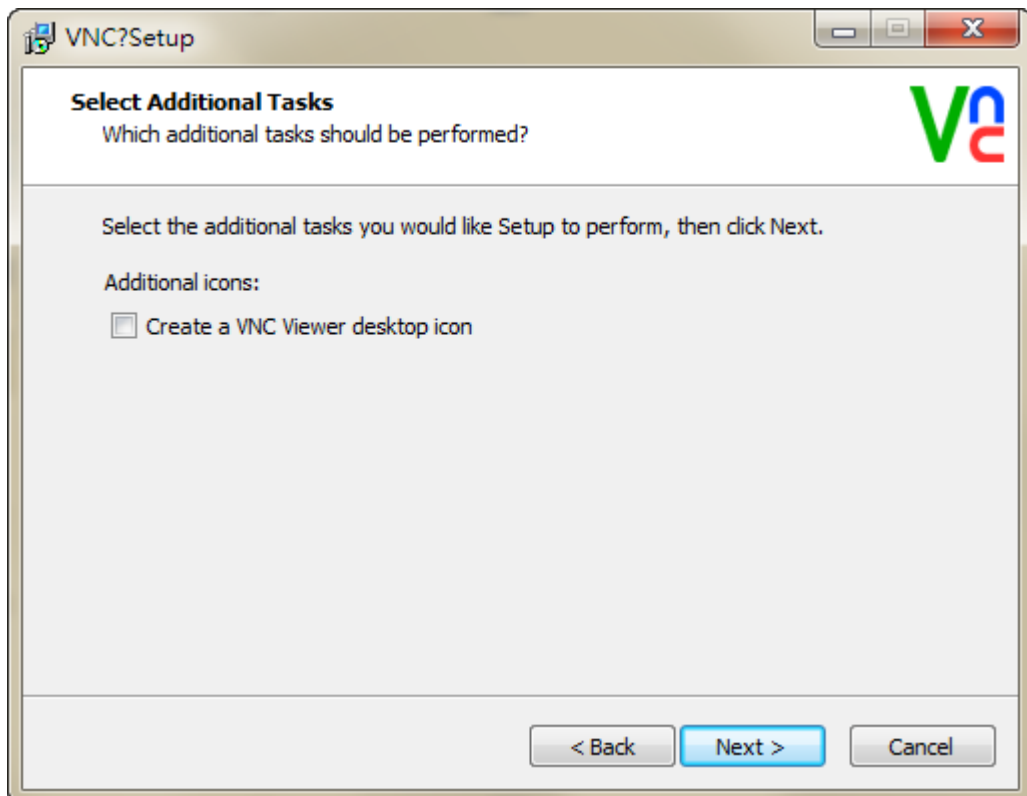 VNC?Setup
Select Additional Tasks
Which additional tasks should be performed?
Vnc
Select the additional tasks you would like Setup to perform, then click Next.
Additional icons:
Create a VNC Viewer desktop icon
< Back
Next >
Cancel